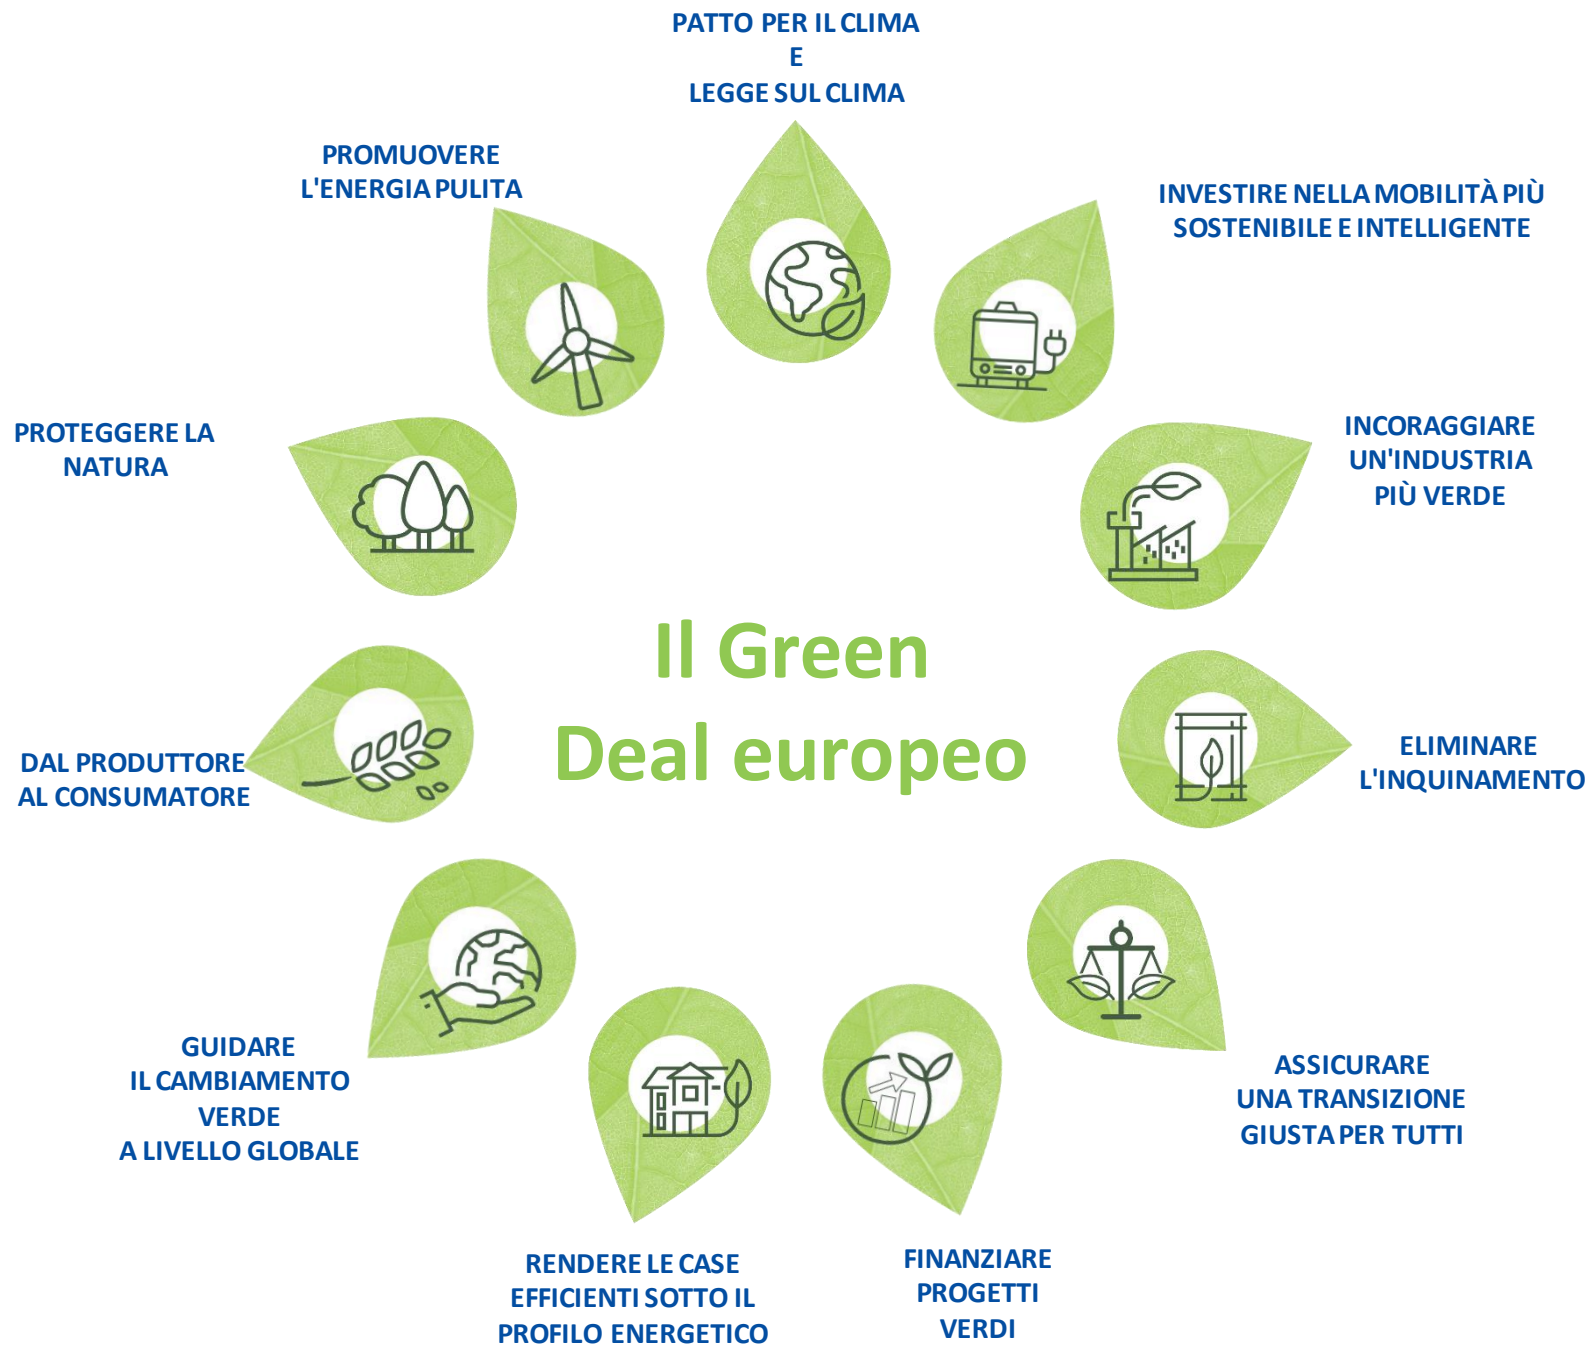 PATTO PER IL CLIMA
E
LEGGE SUL CLIMA
PROMUOVERE
L'ENERGIA PULITA
INVESTIRE NELLA MOBILITÀ PIÙ
SOSTENIBILE E INTELLIGENTE
PROTEGGERE LA
NATURA
INCORAGGIARE
UN'INDUSTRIA
PIÙ VERDE
Il Green
Deal europeo
DAL PRODUTTORE
AL CONSUMATORE
ELIMINARE
L'INQUINAMENTO
GUIDARE
IL CAMBIAMENTO
VERDE
A LIVELLO GLOBALE
ASSICURARE
UNA TRANSIZIONE
GIUSTA PER TUTTI
RENDERE LE CASE
EFFICIENTI SOTTO IL
PROFILO ENERGETICO
FINANZIARE
PROGETTI
VERDI